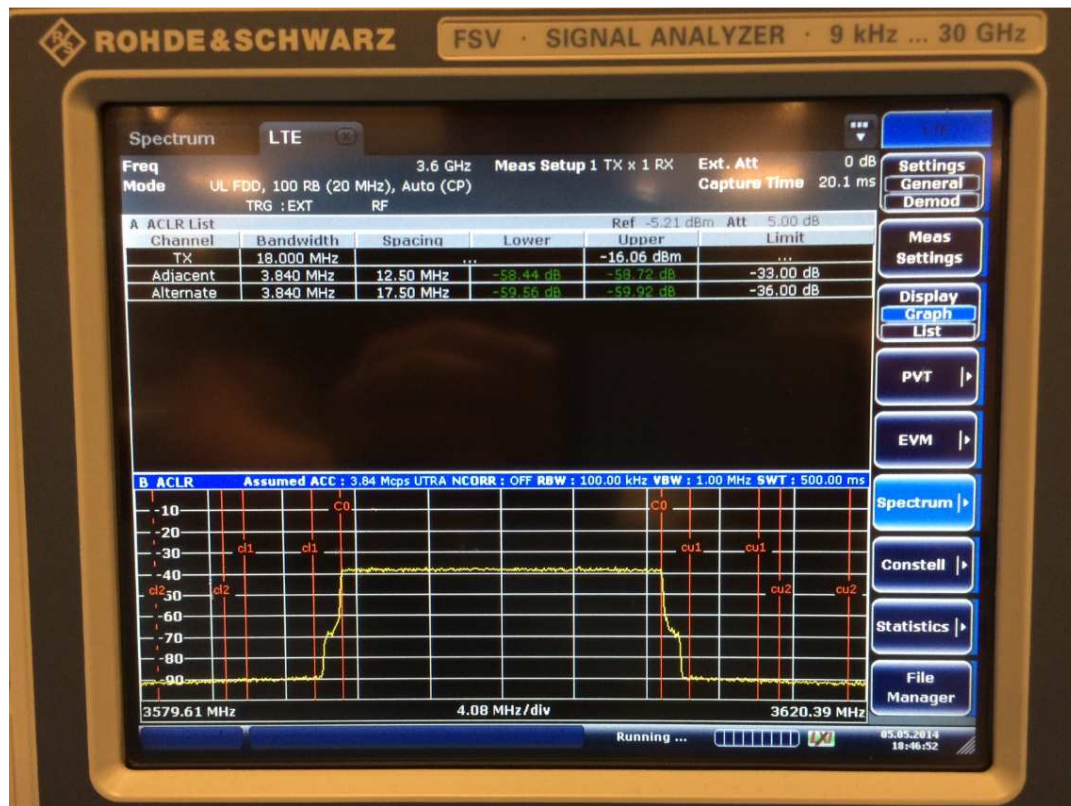 ROHDE&SCHWARZ FSV · SIGNAL ANALYZER · 9 kHz ... 30 GHz
Spectrum LTE LTE
Freq 3.6 GHz Meas Setup 1 TX x 1 RX Ext. Att 0 dB
Mode UL FDD, 100 RB (20 MHz), Auto (CP) Capture Time 20.1 ms
TRG :EXT RF
Settings
General
Demod
A ACLR List Ref -5.21 dBm Att 5.00 dB
Channel Bandwidth Spacing Lower Upper Limit
TX 18.000 MHz ... -16.06 dBm ...
Adjacent 3.840 MHz 12.50 MHz -58.44 dB -58.72 dB -33.00 dB
Alternate 3.840 MHz 17.50 MHz -59.56 dB -59.92 dB -36.00 dB
Meas
Settings
Display
Graph
List
PVT
EVM
B ACLR Assumed ACC : 3.84 Mcps UTRA NCORR : OFF RBW : 100.00 kHz VBW : 1.00 MHz SWT : 500.00 ms
-10 C0 C0
-20
-30 cl1 cl1 cu1 cu1
-40
cl2 -50 cl2 cu2 cu2
-60
-70
-80
-90
3579.61 MHz 4.08 MHz/div 3620.39 MHz
Spectrum
Constell
Statistics
File
Manager
Running ... LXI 05.05.2014
18:46:52